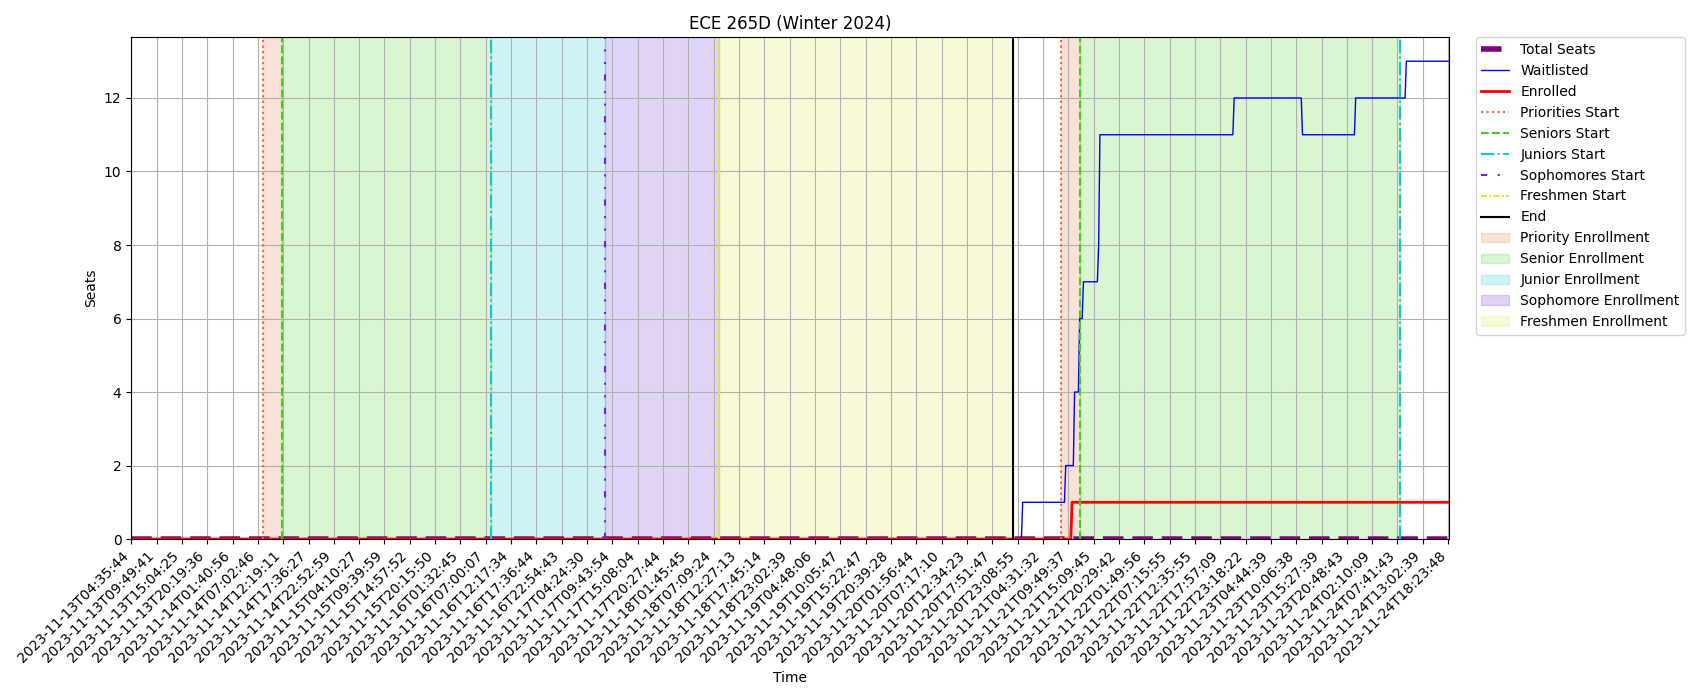 ECE 265D (Winter 2024)
Seats
12
10
8
6
4
2
0
2023-11-13T04:35:44
2023-11-13T09:49:41
2023-11-13T15:04:25
2023-11-13T20:19:36
2023-11-14T01:40:56
2023-11-14T07:02:46
2023-11-14T12:19:11
2023-11-14T17:36:27
2023-11-14T22:52:59
2023-11-15T04:10:27
2023-11-15T09:39:59
2023-11-15T14:57:52
2023-11-15T20:15:50
2023-11-16T01:32:45
2023-11-16T07:00:07
2023-11-16T12:17:34
2023-11-16T17:36:44
2023-11-16T22:54:43
2023-11-17T04:24:30
2023-11-17T09:43:54
2023-11-17T15:08:04
2023-11-17T20:27:44
2023-11-18T01:45:45
2023-11-18T07:09:24
2023-11-18T12:27:13
2023-11-18T17:45:14
2023-11-18T23:02:39
2023-11-19T04:48:06
2023-11-19T10:05:47
2023-11-19T15:22:47
2023-11-19T20:39:28
2023-11-20T01:56:44
2023-11-20T07:17:10
2023-11-20T12:34:23
2023-11-20T17:51:47
2023-11-20T23:08:55
2023-11-21T04:31:32
2023-11-21T09:49:37
2023-11-21T15:09:45
2023-11-21T20:29:42
2023-11-22T01:49:56
2023-11-22T07:15:55
2023-11-22T12:35:55
2023-11-22T17:57:09
2023-11-22T23:18:22
2023-11-23T04:44:39
2023-11-23T10:06:38
2023-11-23T15:27:39
2023-11-23T20:48:43
2023-11-24T02:10:09
2023-11-24T07:41:43
2023-11-24T13:02:39
2023-11-24T18:23:48
Time
Total Seats
Waitlisted
Enrolled
Priorities Start
Seniors Start
Juniors Start
Sophomores Start
Freshmen Start
End
Priority Enrollment
Senior Enrollment
Junior Enrollment
Sophomore Enrollment
Freshmen Enrollment